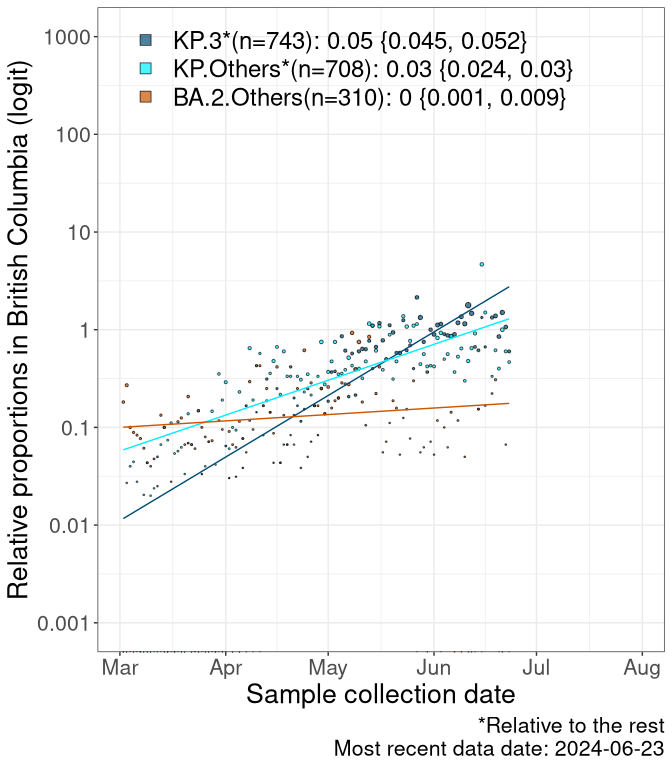 KP.3*(n=743): 0.05 {0.045, 0.052}
KP.Others*(n=708): 0.03 {0.024, 0.03}
BA.2.Others(n=310): 0 {0.001, 0.009}
Relative proportions in British Columbia (logit)
1000
100
10
1
0.1
0.01
0.001
Mar Apr May Jun Jul Aug
Sample collection date
*Relative to the rest
Most recent data date: 2024-06-23